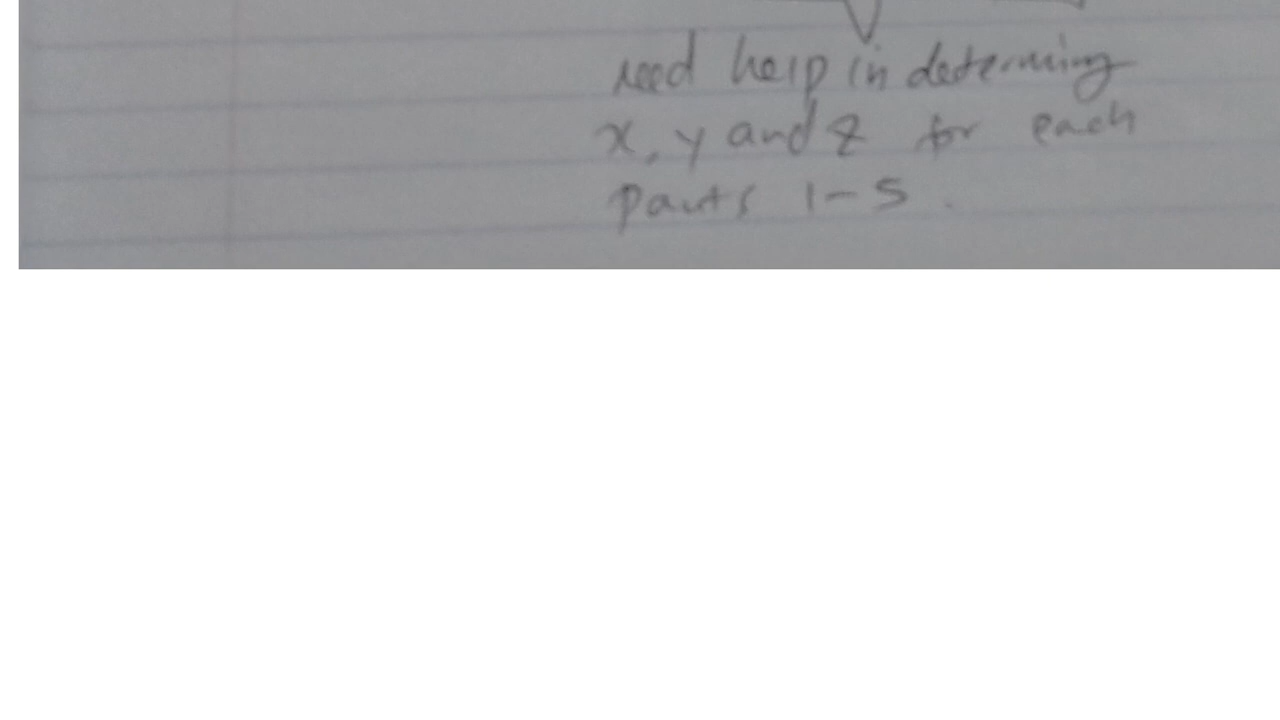 need help in determing
x, y and z for each
parts 1-5.